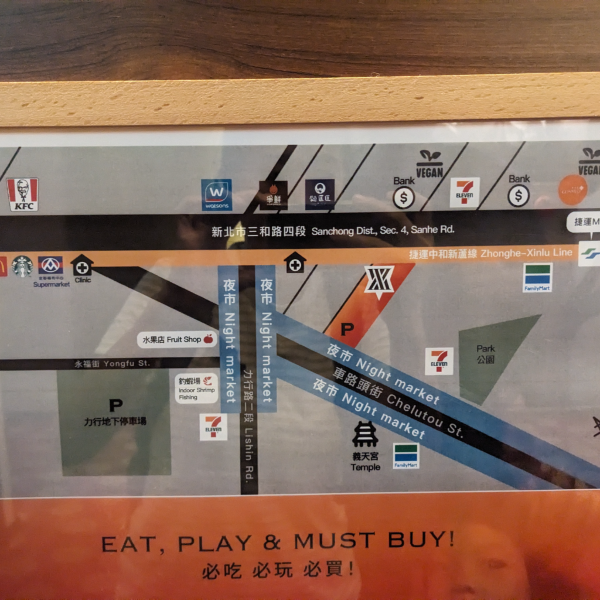 KFC
W
watsons
爭鮮
Q
Bank
$
VEGAN
7
ELEVEN
Bank
$
VEGAN
新北市三和路四段 Sanchong Dist., Sec. 4, Sanhe Rd.
捷運M
捷運中和新蘆線 Zhonghe-Xinlu Line
STARBUCKS
Supermarket
Clinic
FamilyMart
夜市 Night market
夜市 Night market
水果店 Fruit Shop
P
永福街 Yongfu St.
釣蝦場
Indoor Shrimp
Fishing
P
力行地下停車場
7
ELEVEN
力行路二段 Lishin Rd.
夜市 Night market
車路頭街 Chelutou St.
夜市 Night market
7
ELEVEN
Park
公園
義天宮
Temple
FamilyMart
EAT, PLAY & MUST BUY!
必吃 必玩 必買!